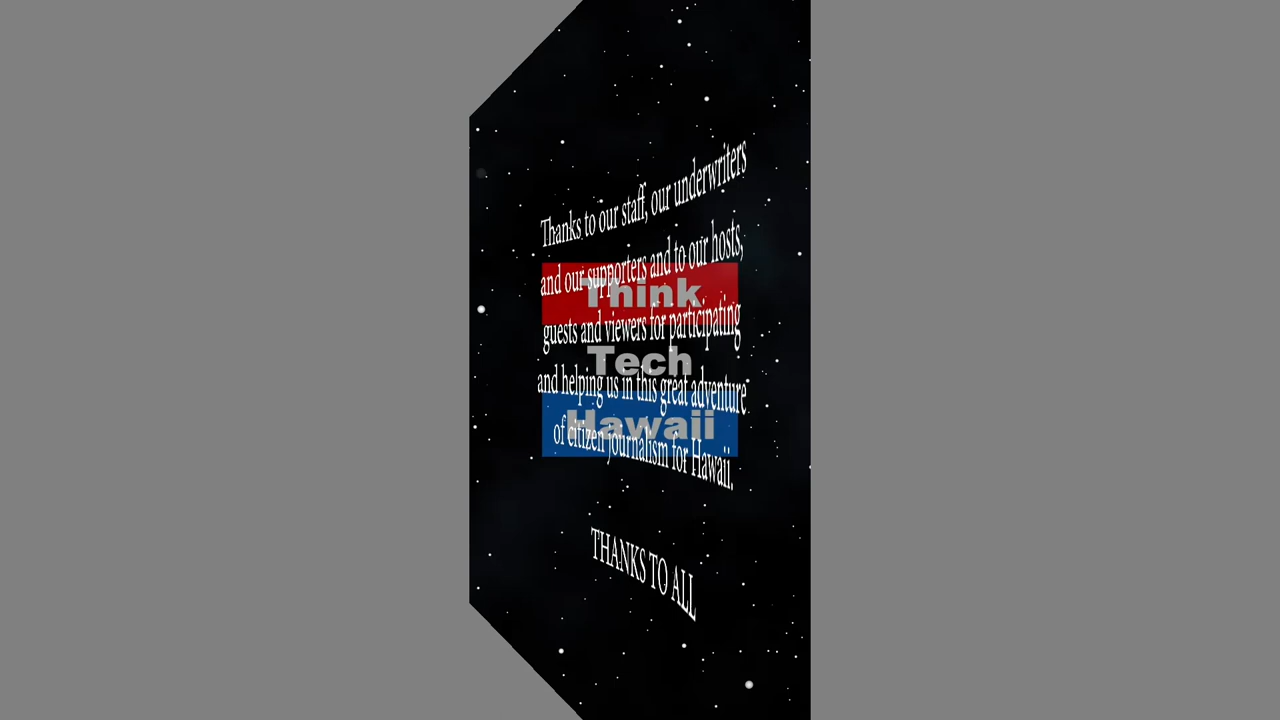 Thanks to our staff, our underwriters
and our supporters and to our hosts,
guests and viewers for participating
and helping us in this great adventure
of citizen journalism for Hawaii.
THANKS TO ALL
Think
Tech
Hawaii